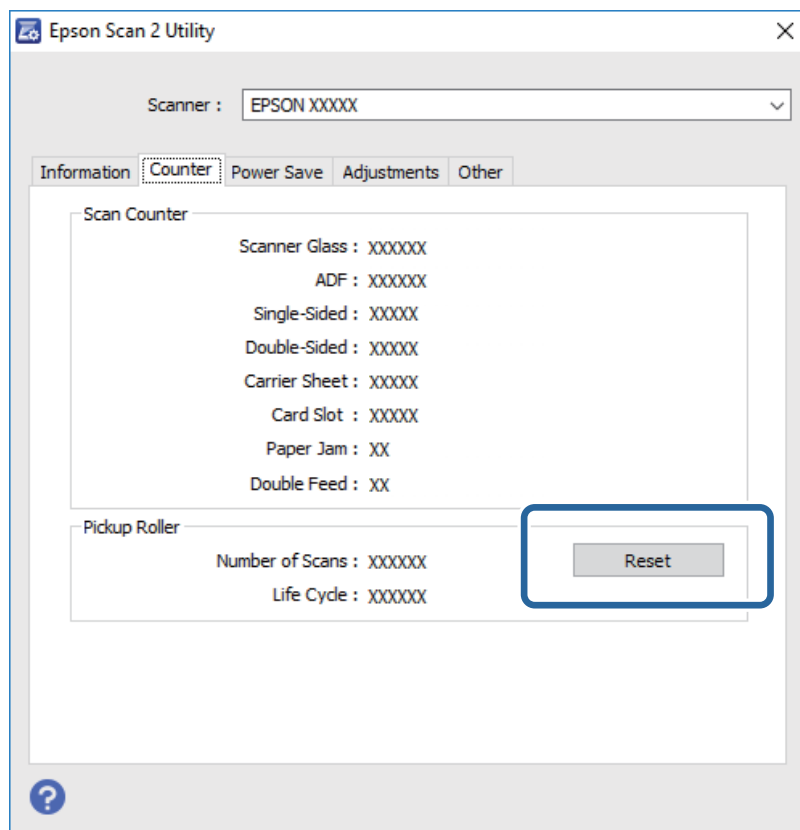 Epson Scan 2 Utility
Scanner : EPSON XXXXX
Information Counter Power Save Adjustments Other
Scan Counter
Scanner Glass : XXXXXX
ADF : XXXXXX
Single-Sided : XXXXX
Double-Sided : XXXXX
Carrier Sheet : XXXXX
Card Slot : XXXXX
Paper Jam : XX
Double Feed : XX
Pickup Roller
Number of Scans : XXXXXX Reset
Life Cycle : XXXXXX
?